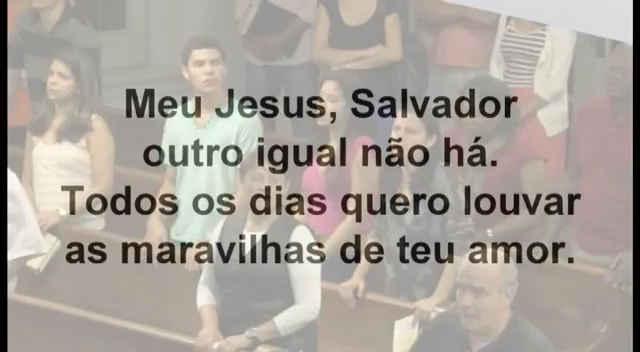 Meu Jesus, Salvador
outro igual não há.
Todos os dias quero louvar
as maravilhas de teu amor.